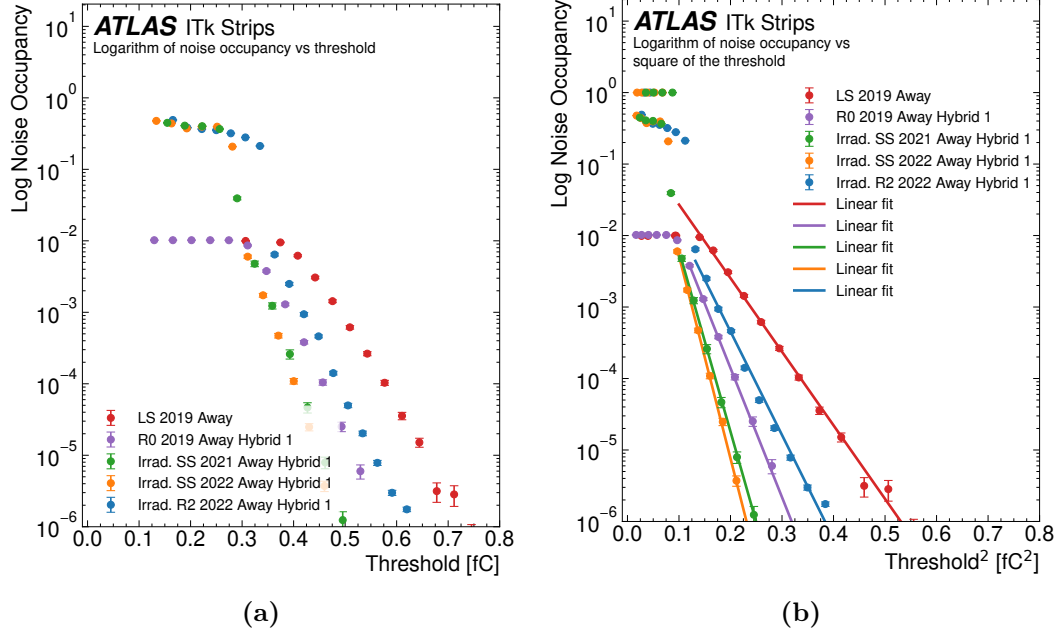 ATLAS ITk Strips
Logarithm of noise occupancy vs threshold
Log Noise Occupancy
10^1
10^0
10^-1
10^-2
10^-3
10^-4
10^-5
10^-6
LS 2019 Away
R0 2019 Away Hybrid 1
Irrad. SS 2021 Away Hybrid 1
Irrad. SS 2022 Away Hybrid 1
Irrad. R2 2022 Away Hybrid 1
0.0 0.1 0.2 0.3 0.4 0.5 0.6 0.7 0.8
Threshold [fC]
(a)
ATLAS ITk Strips
Logarithm of noise occupancy vs
square of the threshold
Log Noise Occupancy
10^1
10^0
10^-1
10^-2
10^-3
10^-4
10^-5
10^-6
LS 2019 Away
R0 2019 Away Hybrid 1
Irrad. SS 2021 Away Hybrid 1
Irrad. SS 2022 Away Hybrid 1
Irrad. R2 2022 Away Hybrid 1
Linear fit
Linear fit
Linear fit
Linear fit
Linear fit
0.0 0.1 0.2 0.3 0.4 0.5 0.6 0.7 0.8
Threshold² [fC²]
(b)